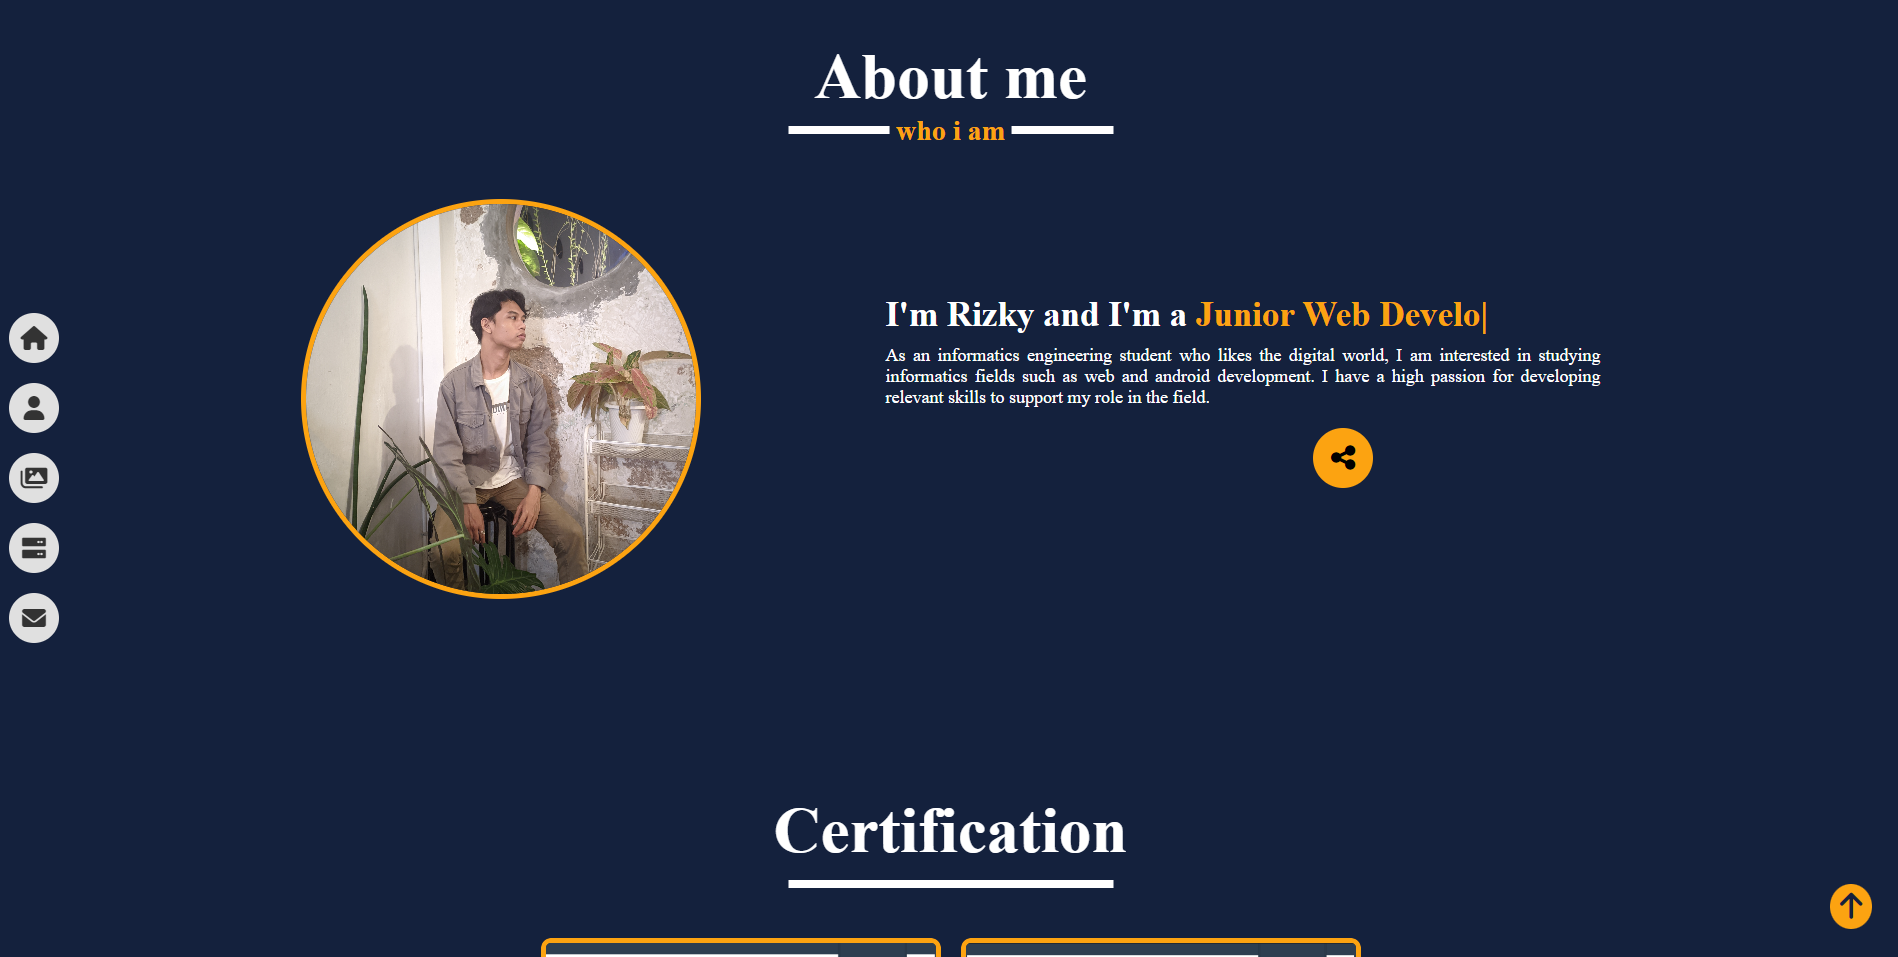 About me
who i am
I'm Rizky and I'm a Junior Web Develo|
As an informatics engineering student who likes the digital world, I am interested in studying
informatics fields such as web and android development. I have a high passion for developing
relevant skills to support my role in the field.
Certification